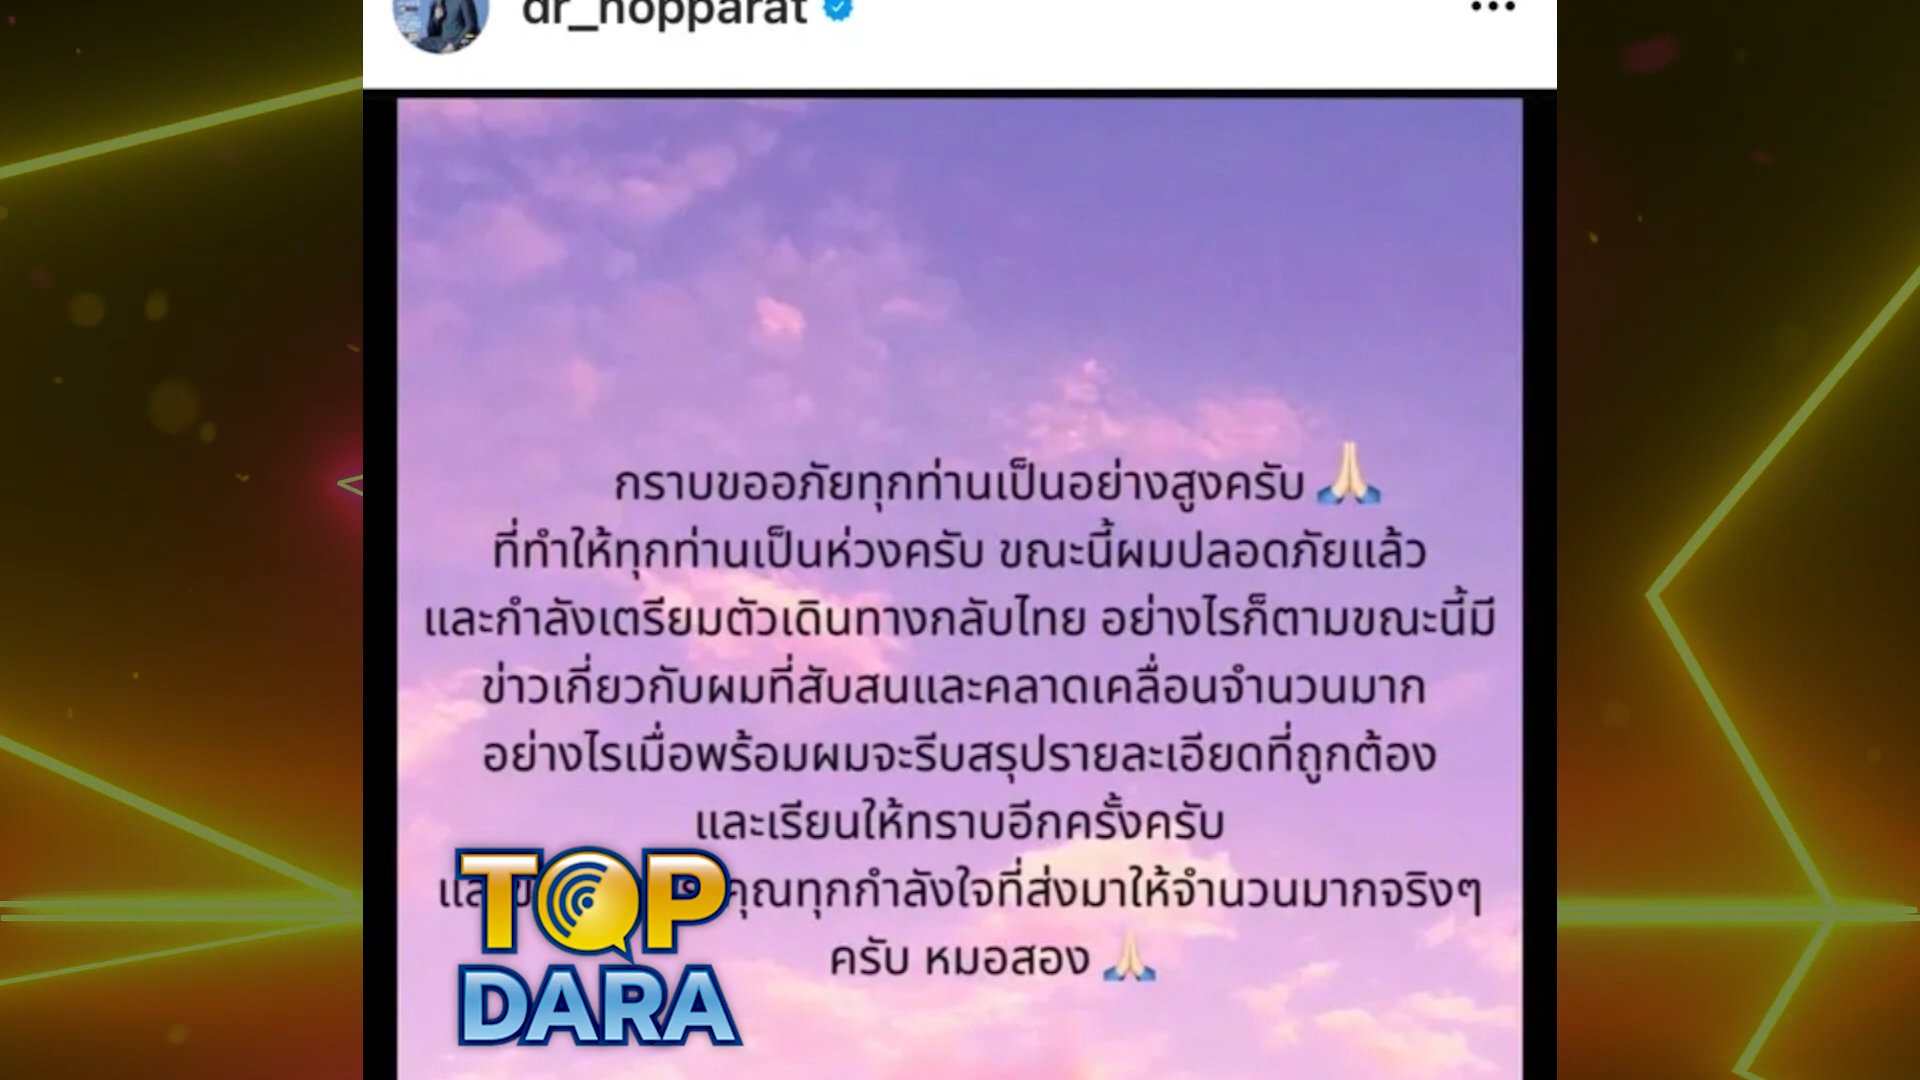 dr_nopparat
กราบขออภัยทุกท่านเป็นอย่างสูงครับ 🙏🏻
ที่ทำให้ทุกท่านเป็นห่วงครับ ขณะนี้ผมปลอดภัยแล้ว
และกำลังเตรียมตัวเดินทางกลับไทย อย่างไรก็ตามขณะนี้มี
ข่าวเกี่ยวกับผมที่สับสนและคลาดเคลื่อนจำนวนมาก
อย่างไรเมื่อพร้อมผมจะรีบสรุปรายละเอียดที่ถูกต้อง
และเรียนให้ทราบอีกครั้งครับ
คุณทุกกำลังใจที่ส่งมาให้จำนวนมากจริงๆ
ครับ หมอสอง 🙏🏻
TOP
DARA